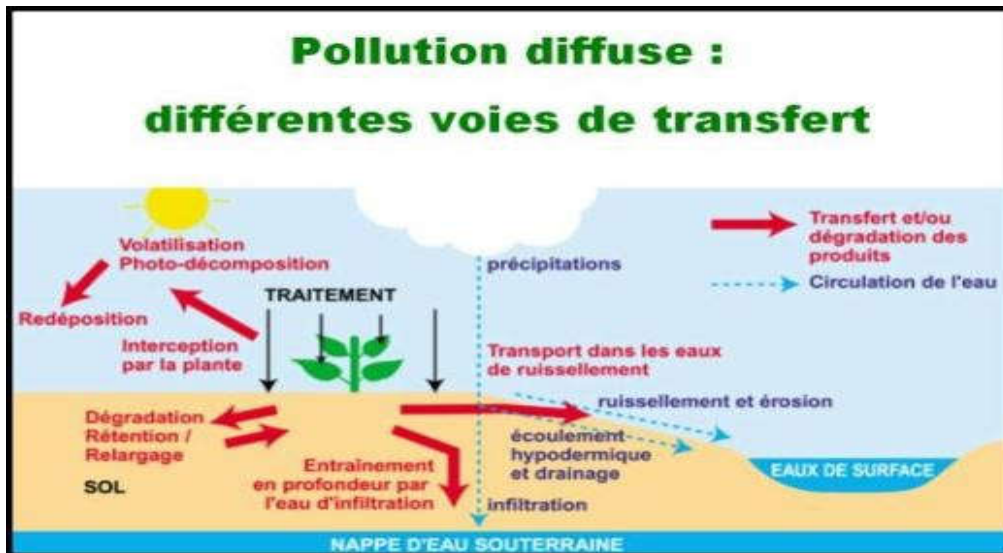 Pollution diffuse :
différentes voies de transfert
Volatilisation
Photo-décomposition
Redéposition
TRAITEMENT
Interception
par la plante
précipitations
Transfert et/ou
dégradation des
produits
Circulation de l'eau
Transport dans les eaux
de ruissellement
ruissellement et érosion
Dégradation
Rétention /
Relargage
SOL
Entraînement
en profondeur par
l'eau d'infiltration
écoulement
hypodermique
et drainage
infiltration
EAUX DE SURFACE
NAPPE D'EAU SOUTERRAINE